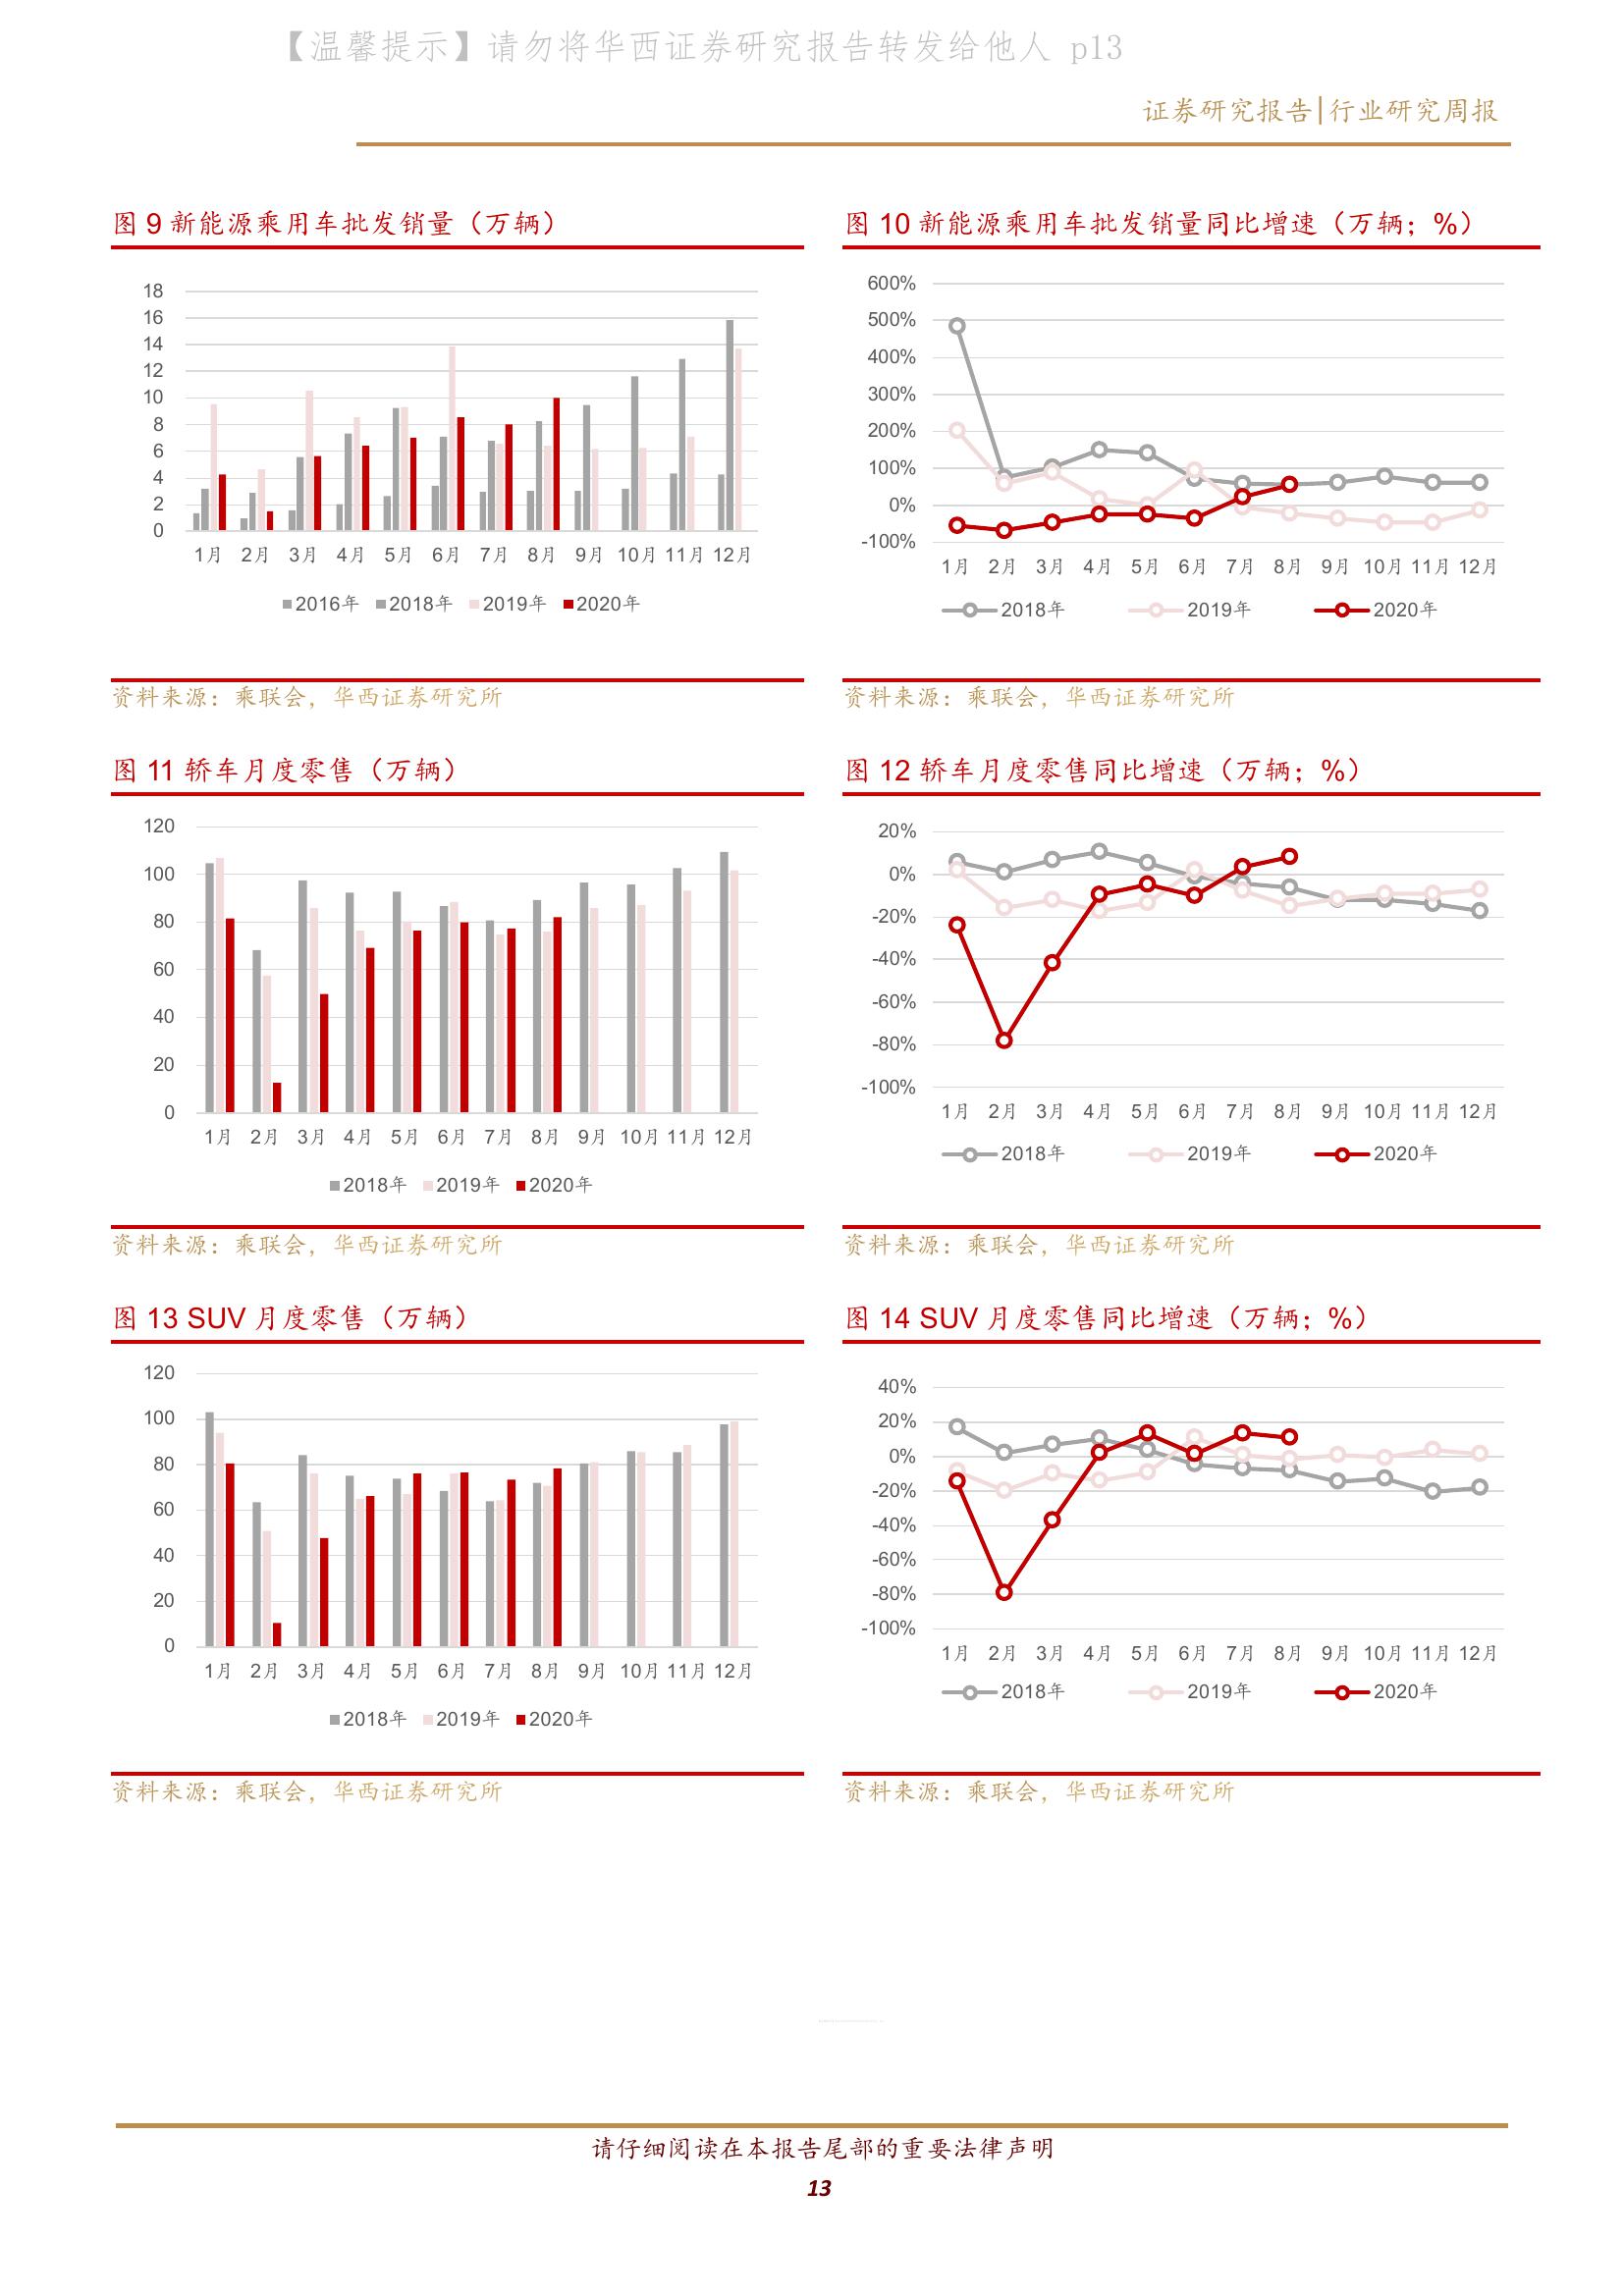 【温馨提示】请勿将华西证券研究报告转发给他人 p13
证券研究报告|行业研究周报
图 9 新能源乘用车批发销量（万辆）
18
16
14
12
10
8
6
4
2
0
1月 2月 3月 4月 5月 6月 7月 8月 9月 10月 11月 12月
2016年 2018年 2019年 2020年
资料来源：乘联会，华西证券研究所
图 10 新能源乘用车批发销量同比增速（万辆；%）
600%
500%
400%
300%
200%
100%
0%
-100%
1月 2月 3月 4月 5月 6月 7月 8月 9月 10月 11月 12月
2018年 2019年 2020年
资料来源：乘联会，华西证券研究所
图 11 轿车月度零售（万辆）
120
100
80
60
40
20
0
1月 2月 3月 4月 5月 6月 7月 8月 9月 10月 11月 12月
2018年 2019年 2020年
资料来源：乘联会，华西证券研究所
图 12 轿车月度零售同比增速（万辆；%）
20%
0%
-20%
-40%
-60%
-80%
-100%
1月 2月 3月 4月 5月 6月 7月 8月 9月 10月 11月 12月
2018年 2019年 2020年
资料来源：乘联会，华西证券研究所
图 13 SUV 月度零售（万辆）
120
100
80
60
40
20
0
1月 2月 3月 4月 5月 6月 7月 8月 9月 10月 11月 12月
2018年 2019年 2020年
资料来源：乘联会，华西证券研究所
图 14 SUV 月度零售同比增速（万辆；%）
40%
20%
0%
-20%
-40%
-60%
-80%
-100%
1月 2月 3月 4月 5月 6月 7月 8月 9月 10月 11月 12月
2018年 2019年 2020年
资料来源：乘联会，华西证券研究所
请仔细阅读在本报告尾部的重要法律声明
13